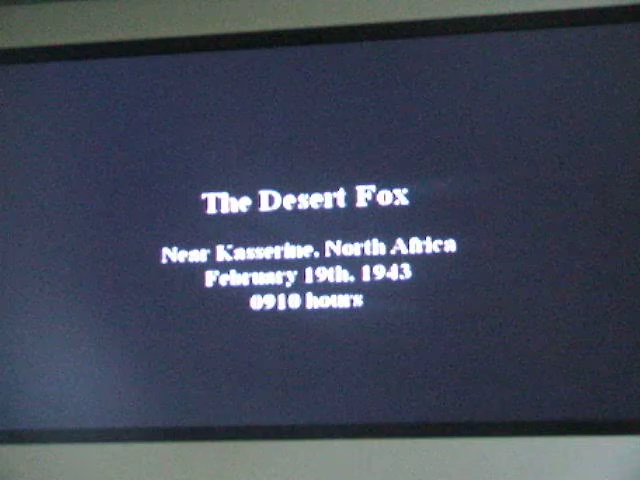 The Desert Fox
Near Kasserine, North Africa
February 19th, 1943
0910 hours